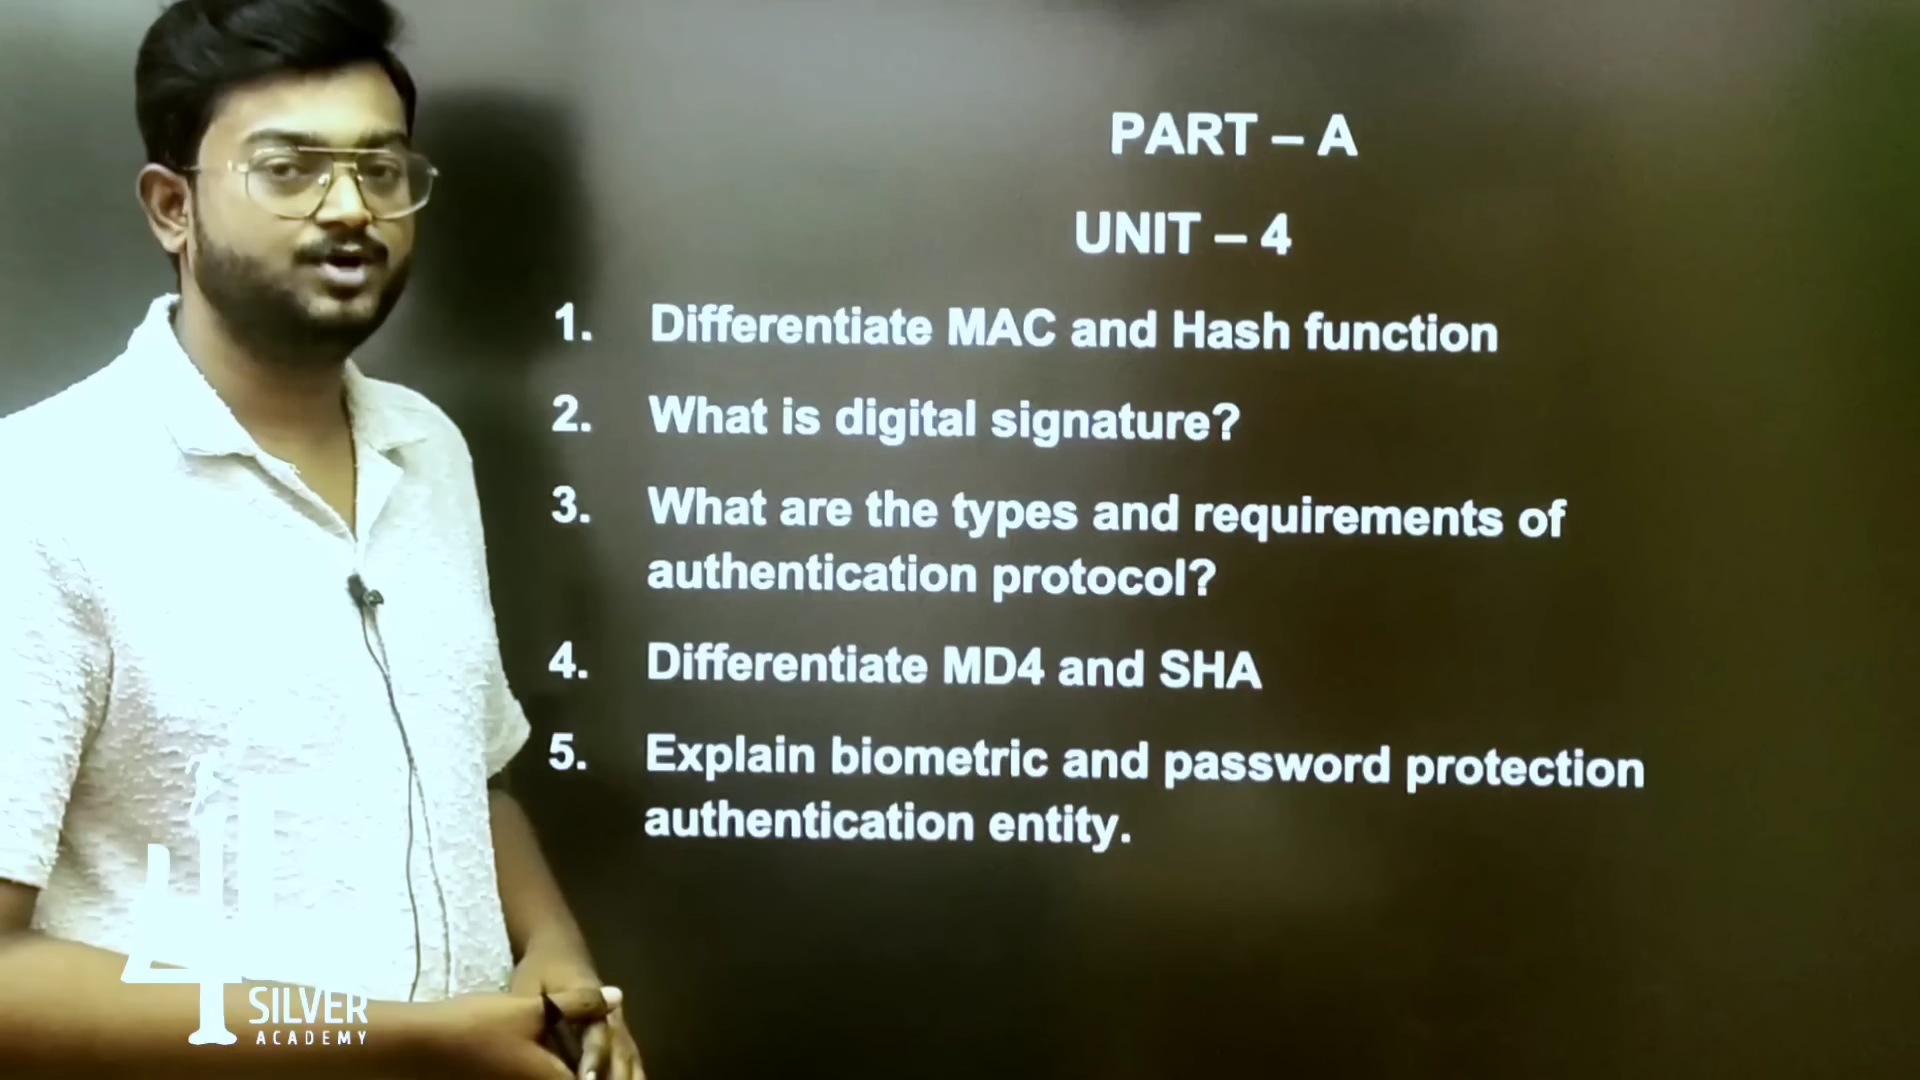 PART – A
UNIT – 4
1. Differentiate MAC and Hash function
2. What is digital signature?
3. What are the types and requirements of
authentication protocol?
4. Differentiate MD4 and SHA
5. Explain biometric and password protection
authentication entity.
4
SILVER
ACADEMY